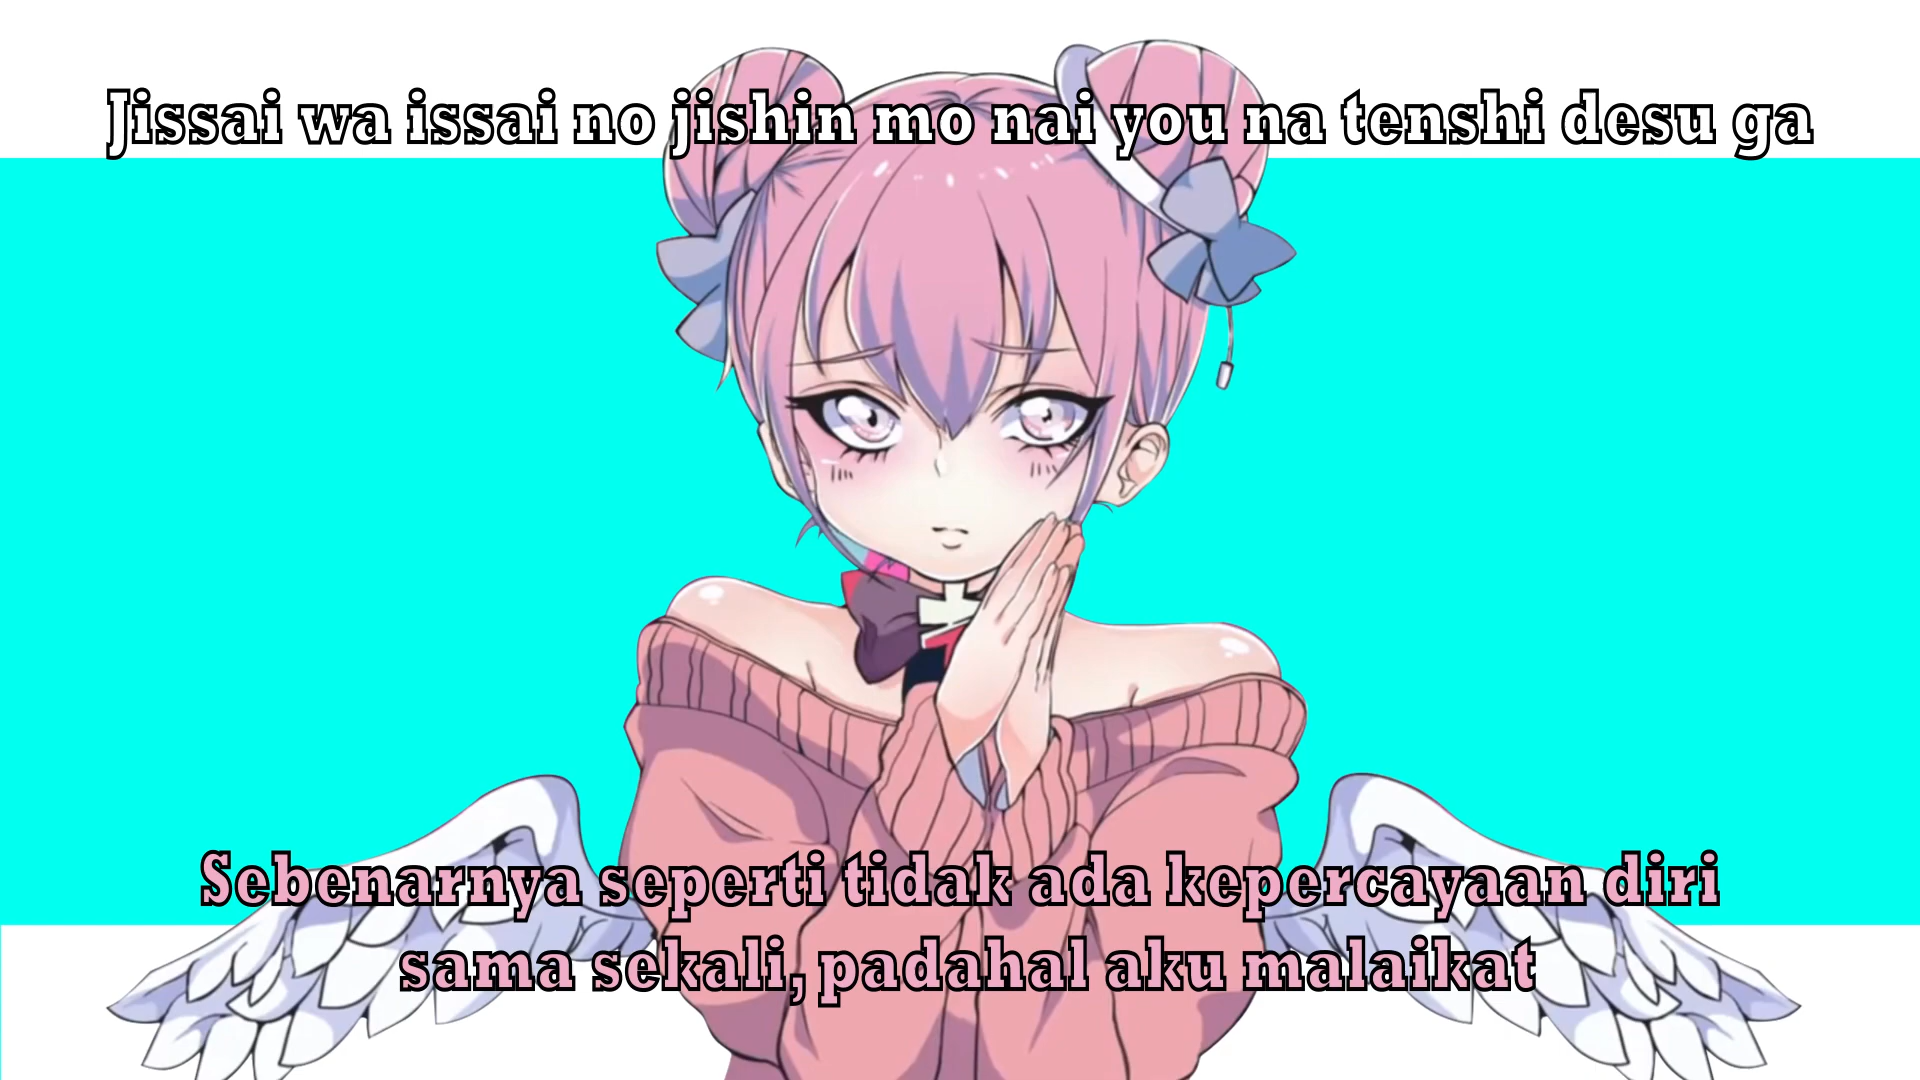 Jissai wa issai no jishin mo nai you na tenshi desu ga
Sebenarnya seperti tidak ada kepercayaan diri
sama sekali, padahal aku malaikat